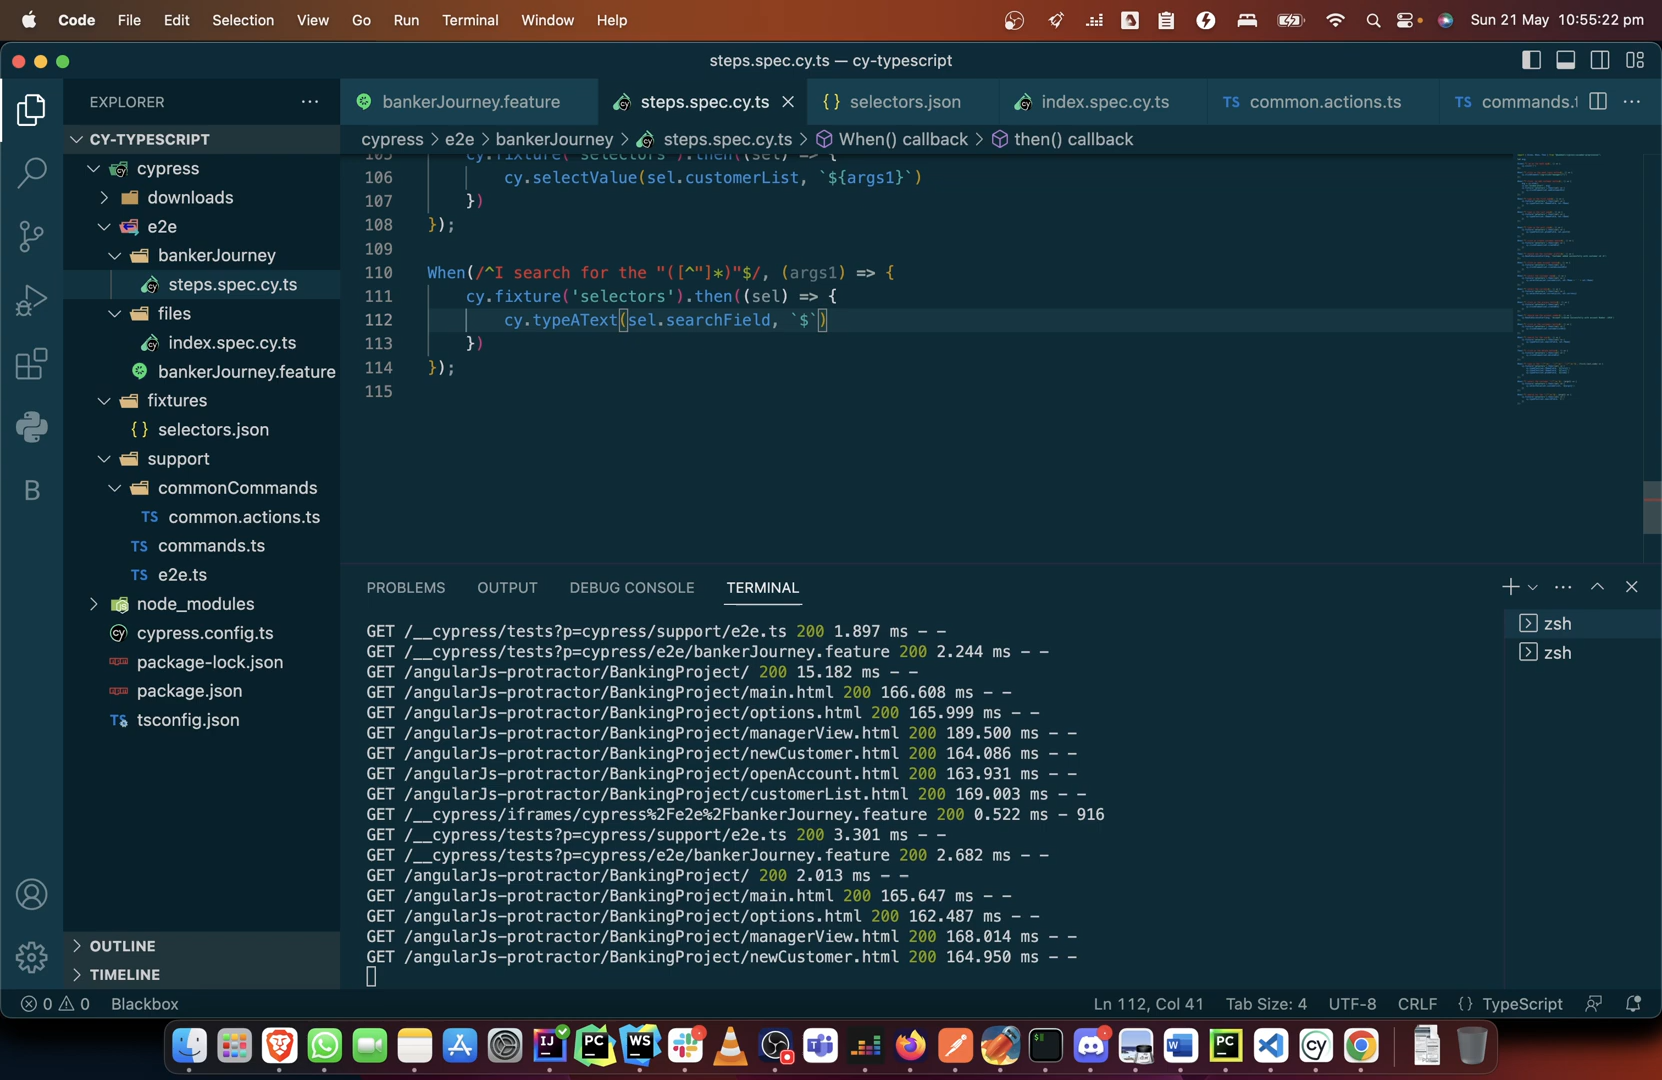 Code File Edit Selection View Go Run Terminal Window Help Sun 21 May 10:55:22 pm
steps.spec.cy.ts — cy-typescript
EXPLORER
bankerJourney.feature
steps.spec.cy.ts
{} selectors.json
index.spec.cy.ts
TS common.actions.ts
TS commands.t
CY-TYPESCRIPT
cypress > e2e > bankerJourney > steps.spec.cy.ts > When() callback > then() callback
cypress
downloads
e2e
bankerJourney
steps.spec.cy.ts
files
index.spec.cy.ts
bankerJourney.feature
fixtures
{} selectors.json
support
commonCommands
TS common.actions.ts
TS commands.ts
TS e2e.ts
node_modules
cypress.config.ts
package-lock.json
package.json
tsconfig.json
OUTLINE
TIMELINE
105 cy.fixture('selectors').then((sel) => {
106 cy.selectValue(sel.customerList, `${args1}`)
107 })
108 });
109
110 When(/^I search for the "([^"]*)"$/, (args1) => {
111 cy.fixture('selectors').then((sel) => {
112 cy.typeAText(sel.searchField, `$`)
113 })
114 });
115
PROBLEMS OUTPUT DEBUG CONSOLE TERMINAL
zsh
zsh
GET /__cypress/tests?p=cypress/support/e2e.ts 200 1.897 ms - -
GET /__cypress/tests?p=cypress/e2e/bankerJourney.feature 200 2.244 ms - -
GET /angularJs-protractor/BankingProject/ 200 15.182 ms - -
GET /angularJs-protractor/BankingProject/main.html 200 166.608 ms - -
GET /angularJs-protractor/BankingProject/options.html 200 165.999 ms - -
GET /angularJs-protractor/BankingProject/managerView.html 200 189.500 ms - -
GET /angularJs-protractor/BankingProject/newCustomer.html 200 164.086 ms - -
GET /angularJs-protractor/BankingProject/openAccount.html 200 163.931 ms - -
GET /angularJs-protractor/BankingProject/customerList.html 200 169.003 ms - -
GET /__cypress/iframes/cypress%2Fe2e%2FbankerJourney.feature 200 0.522 ms - 916
GET /__cypress/tests?p=cypress/support/e2e.ts 200 3.301 ms - -
GET /__cypress/tests?p=cypress/e2e/bankerJourney.feature 200 2.682 ms - -
GET /angularJs-protractor/BankingProject/ 200 2.013 ms - -
GET /angularJs-protractor/BankingProject/main.html 200 165.647 ms - -
GET /angularJs-protractor/BankingProject/options.html 200 162.487 ms - -
GET /angularJs-protractor/BankingProject/managerView.html 200 168.014 ms - -
GET /angularJs-protractor/BankingProject/newCustomer.html 200 164.950 ms - -
0 0 Blackbox Ln 112, Col 41 Tab Size: 4 UTF-8 CRLF {} TypeScript